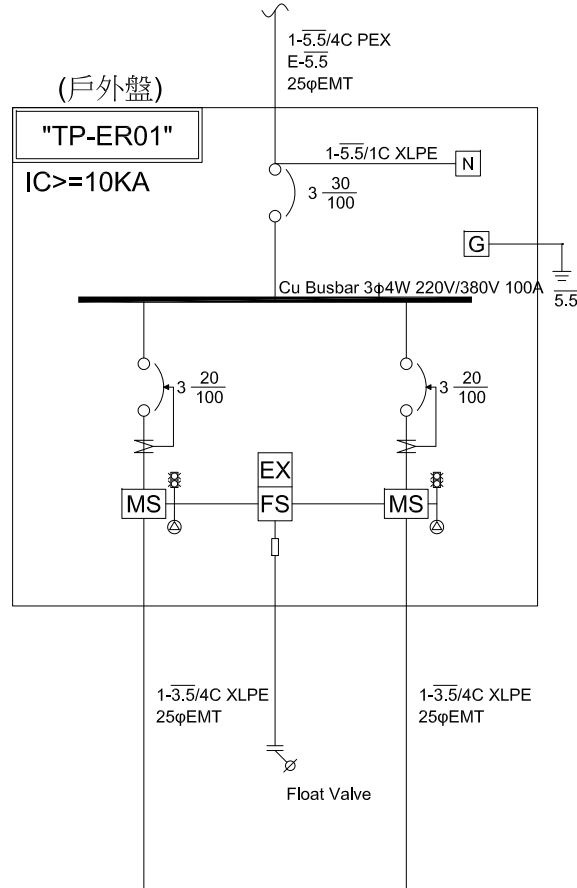 1-5.5/4C PEX
E-5.5
25φEMT
(戶外盤)
"TP-ER01"
IC>=10KA
1-5.5/1C XLPE
N
3 30/100
G
5.5
Cu Busbar 3φ4W 220V/380V 100A
3 20/100
3 20/100
EX
MS
FS
MS
1-3.5/4C XLPE
25φEMT
1-3.5/4C XLPE
25φEMT
Float Valve